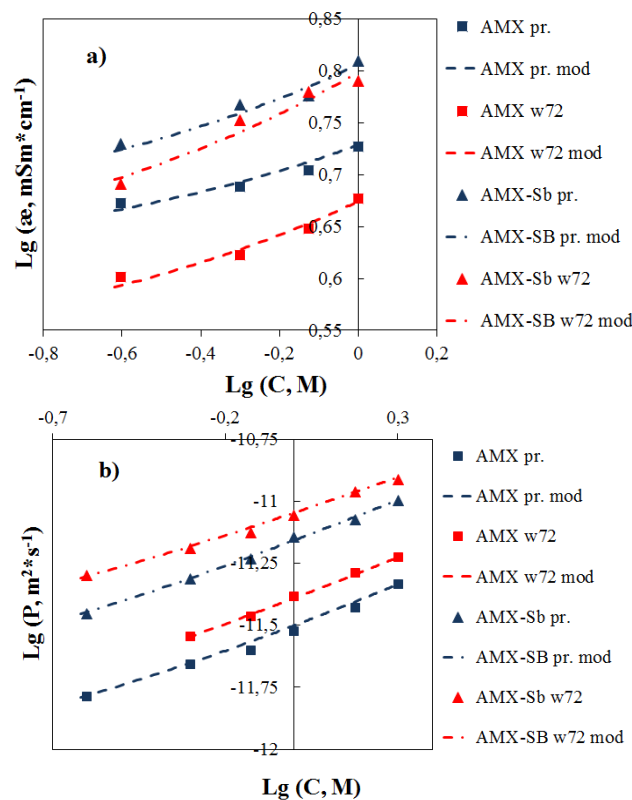 a)
Lg (æ, mSm*cm-1)
0,85
0,8
0,75
0,7
0,65
0,6
0,55
-0,8
-0,6
-0,4
-0,2
0
0,2
Lg (C, M)
AMX pr.
AMX pr. mod
AMX w72
AMX w72 mod
AMX-Sb pr.
AMX-SB pr. mod
AMX-Sb w72
AMX-SB w72 mod
-0,7
-0,2
0,3
b)
Lg (P, m2*s-1)
-10,75
-11
-11,25
-11,5
-11,75
-12
Lg (C, M)
AMX pr.
AMX pr. mod
AMX w72
AMX w72 mod
AMX-Sb pr.
AMX-SB pr. mod
AMX-Sb w72
AMX-SB w72 mod